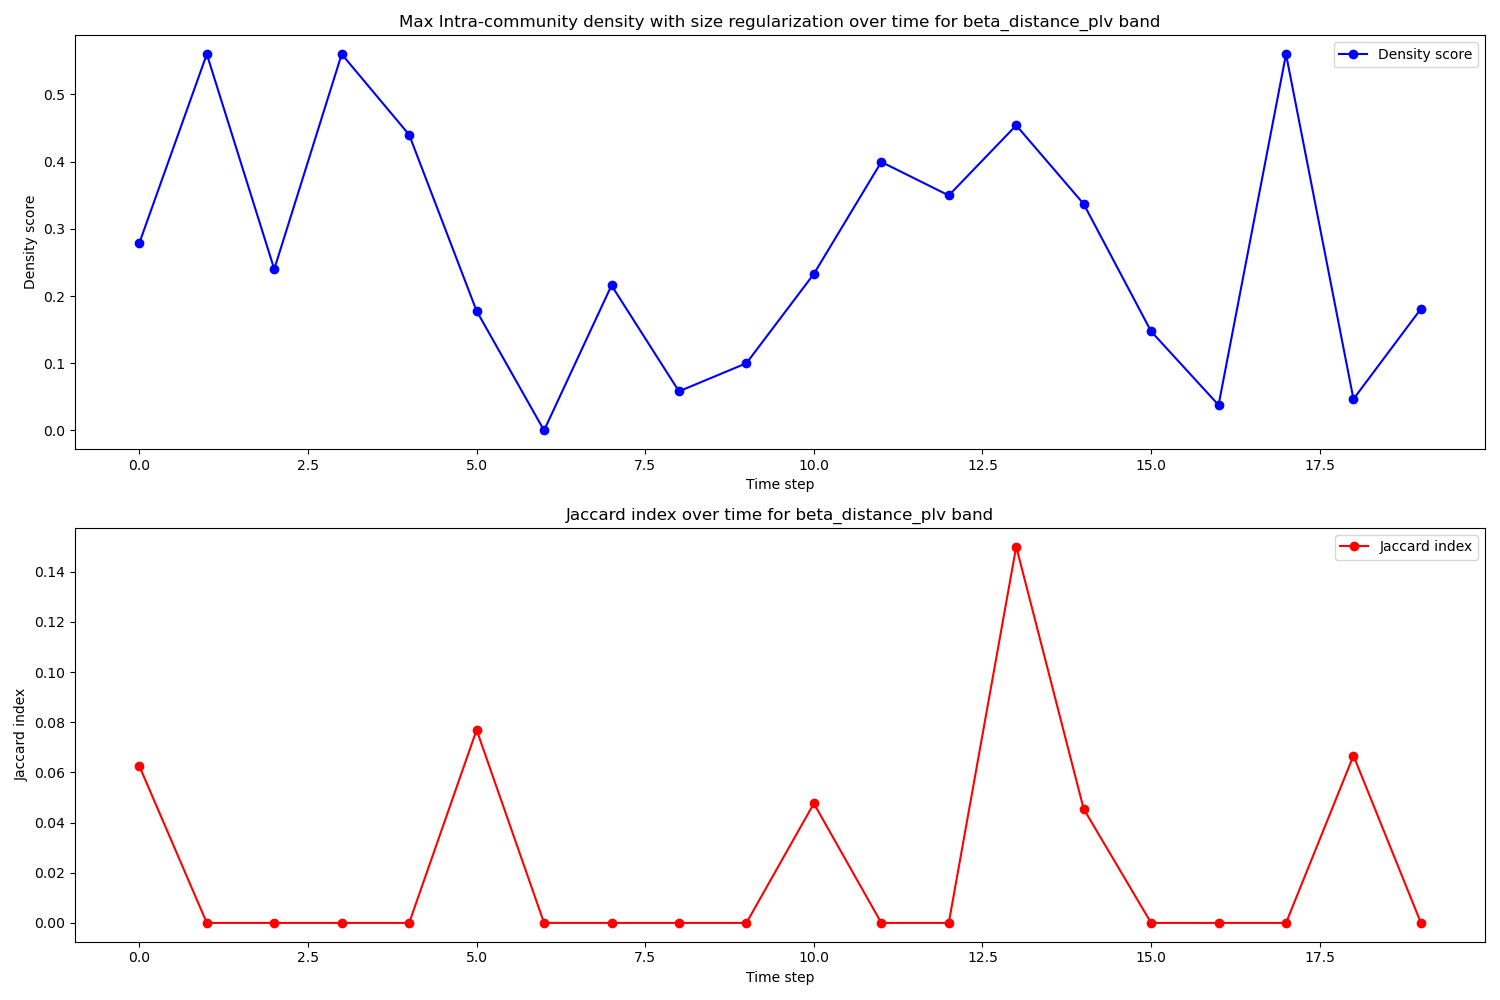 Max Intra-community density with size regularization over time for beta_distance_plv band
Density score
Density score
0.5
0.4
0.3
0.2
0.1
0.0
0.0 2.5 5.0 7.5 10.0 12.5 15.0 17.5
Time step
Jaccard index over time for beta_distance_plv band
Jaccard index
Jaccard index
0.14
0.12
0.10
0.08
0.06
0.04
0.02
0.00
0.0 2.5 5.0 7.5 10.0 12.5 15.0 17.5
Time step